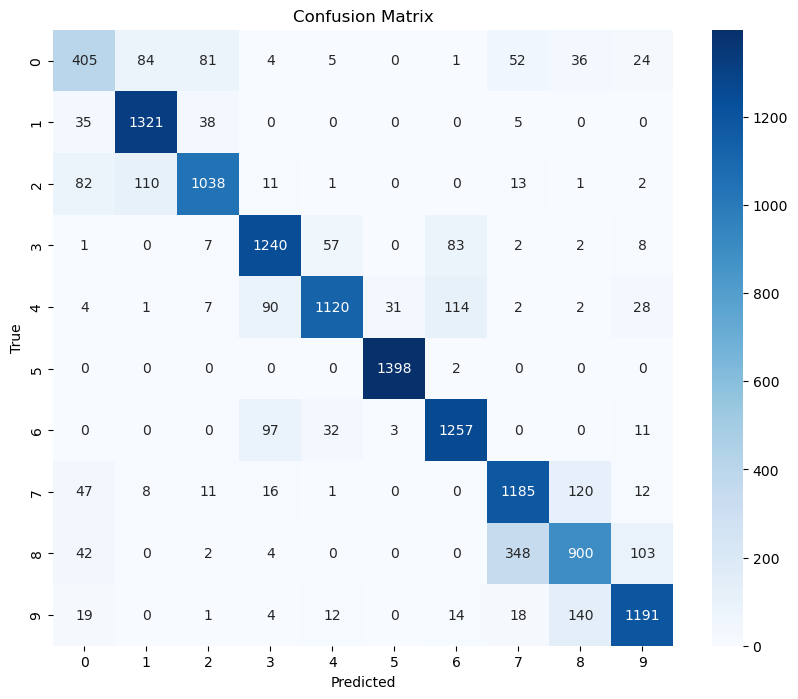 Confusion Matrix
0 405 84 81 4 5 0 1 52 36 24
1 35 1321 38 0 0 0 0 5 0 0
2 82 110 1038 11 1 0 0 13 1 2
3 1 0 7 1240 57 0 83 2 2 8
4 4 1 7 90 1120 31 114 2 2 28
5 0 0 0 0 0 1398 2 0 0 0
6 0 0 0 97 32 3 1257 0 0 11
7 47 8 11 16 1 0 0 1185 120 12
8 42 0 2 4 0 0 0 348 900 103
9 19 0 1 4 12 0 14 18 140 1191
0 1 2 3 4 5 6 7 8 9
Predicted
True
1200
1000
800
600
400
200
0